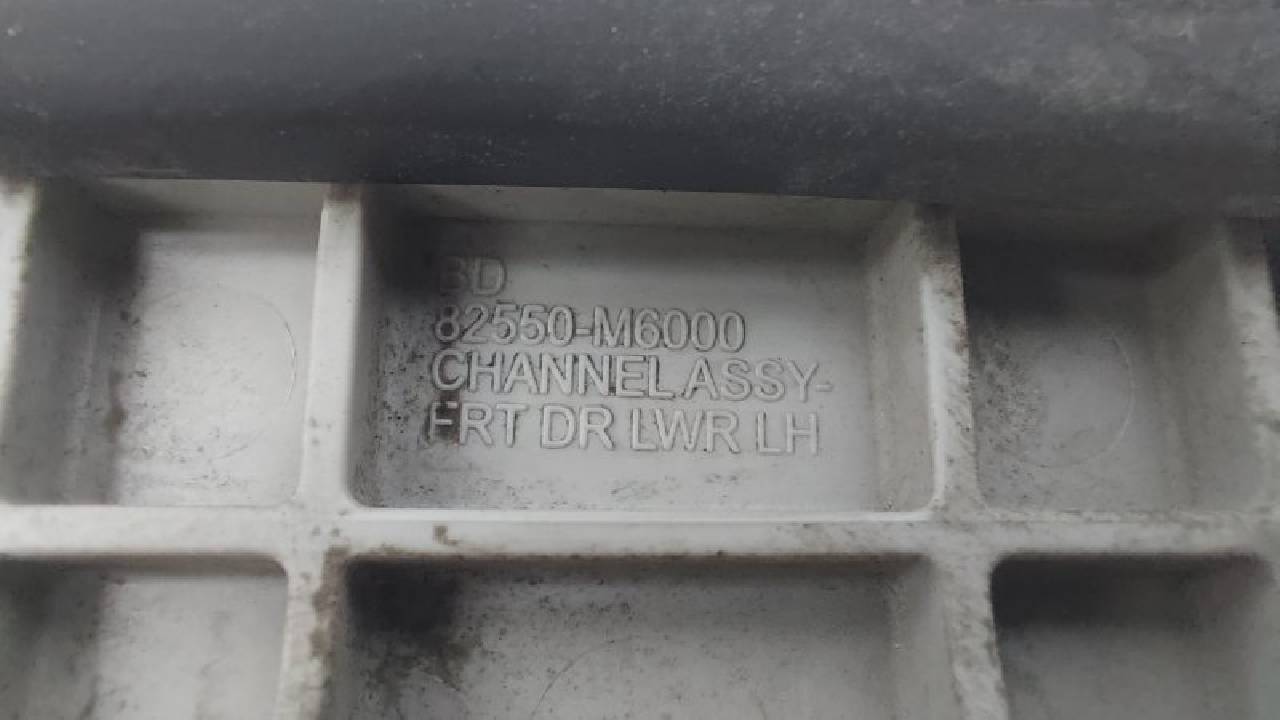 BD
82550-M6000
CHANNEL ASSY-
FRT DR LWR LH